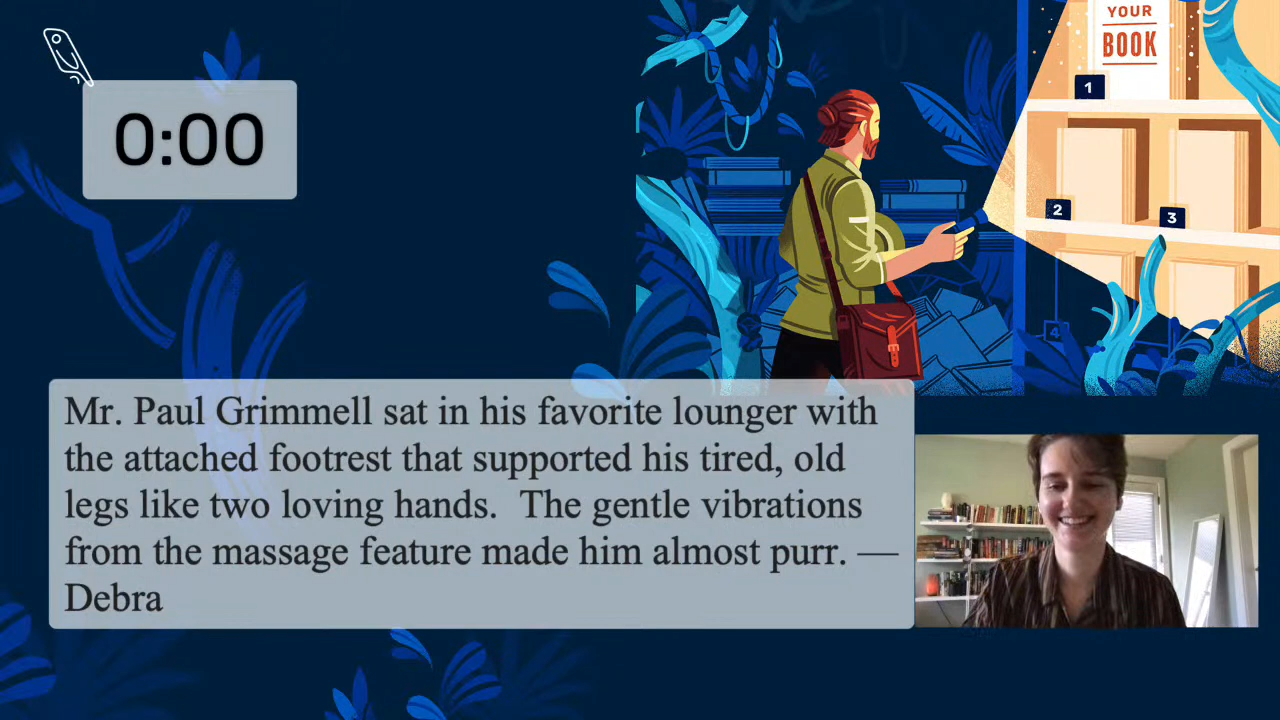 0:00
YOUR
BOOK
1
2
3
4
Mr. Paul Grimmell sat in his favorite lounger with
the attached footrest that supported his tired, old
legs like two loving hands.  The gentle vibrations
from the massage feature made him almost purr. —
Debra